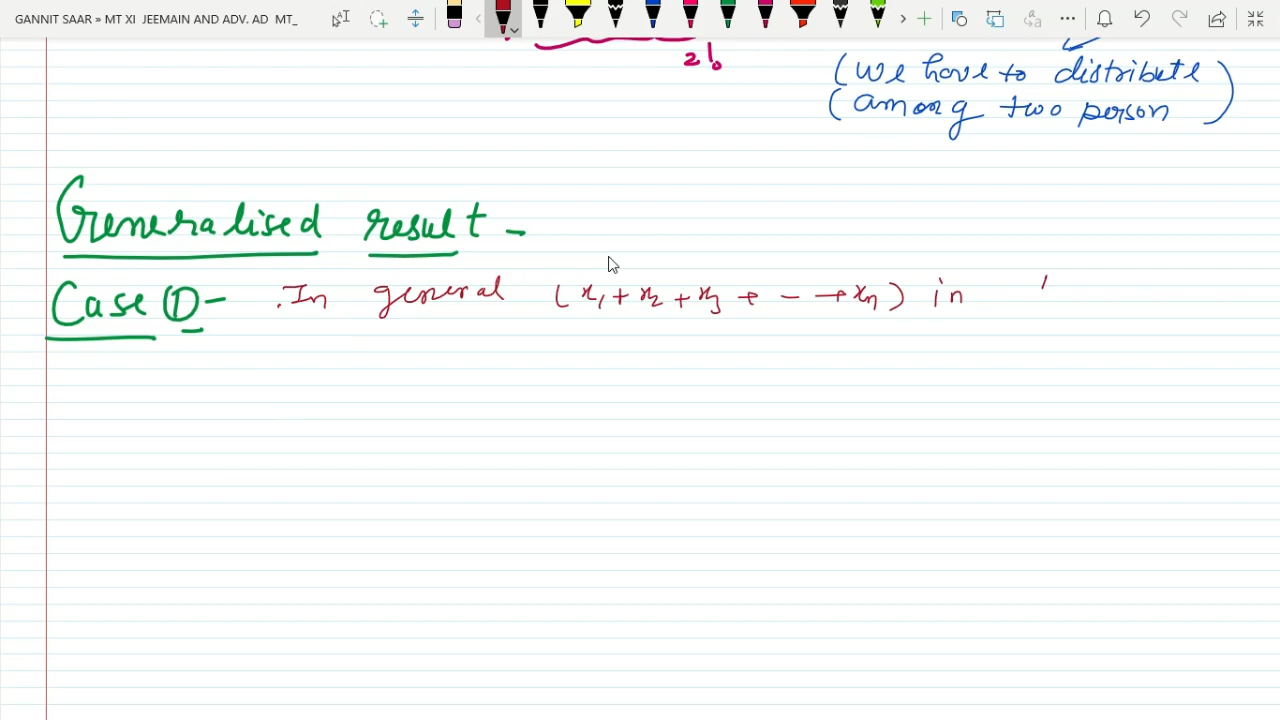 GANNIT SAAR » MT XI JEEMAIN AND ADV. AD MT_
2!
(We have to distribute
(among two person)
Generalised result -
Case ① - . In general (x₁ + x₂ + x₃ + - → xn) in